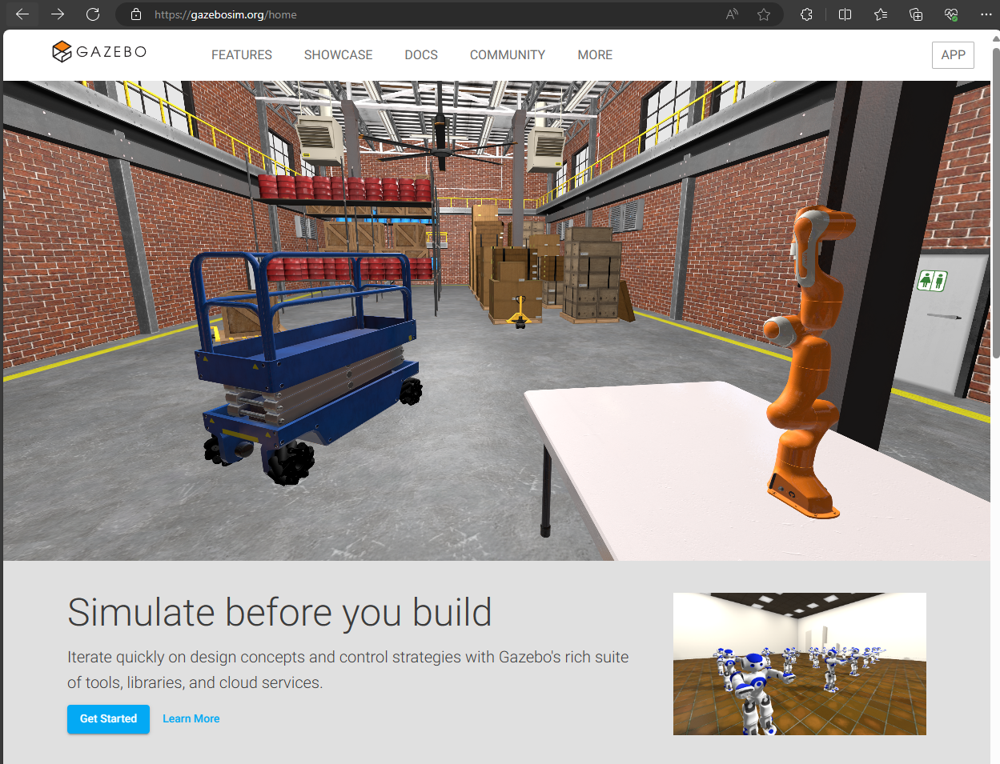 https://gazebosim.org/home
GAZEBO
FEATURES
SHOWCASE
DOCS
COMMUNITY
MORE
APP
Simulate before you build
Iterate quickly on design concepts and control strategies with Gazebo's rich suite
of tools, libraries, and cloud services.
Get Started
Learn More